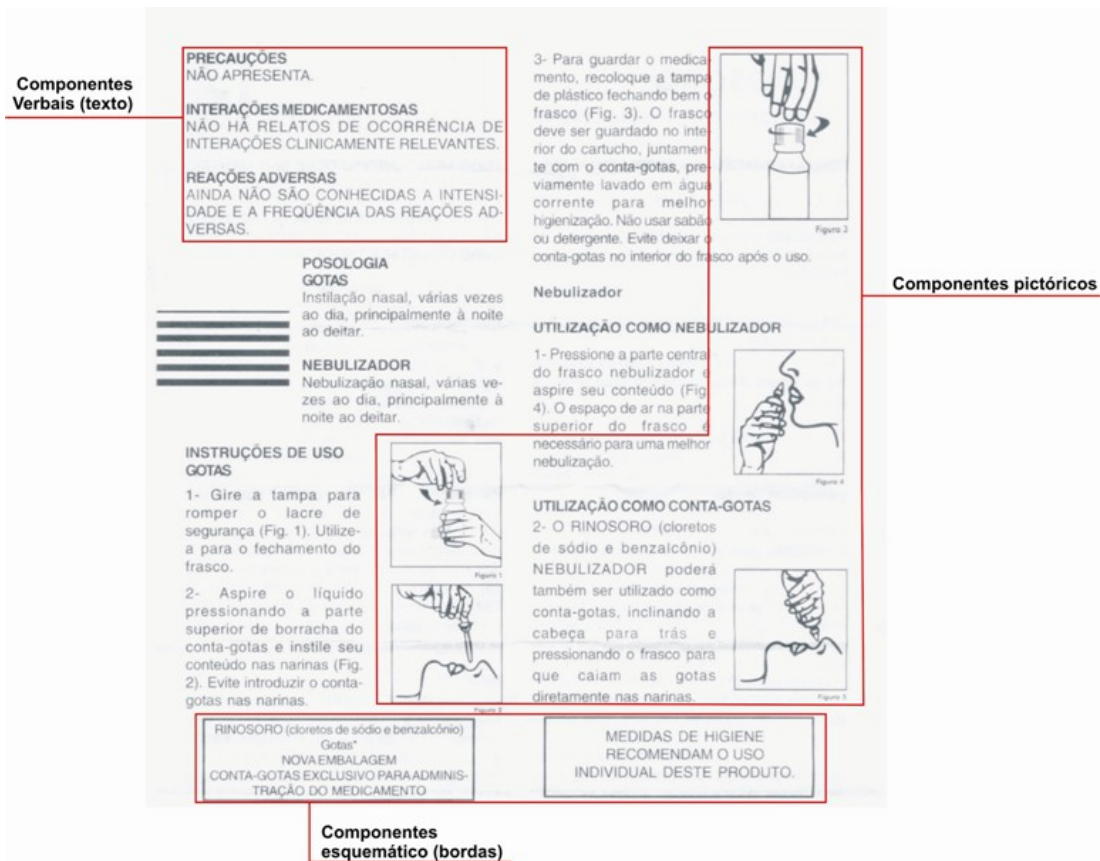 Componentes
Verbais (texto)
PRECAUÇÕES
NÃO APRESENTA.
INTERAÇÕES MEDICAMENTOSAS
NÃO HÁ RELATOS DE OCORRÊNCIA DE
INTERAÇÕES CLINICAMENTE RELEVANTES.
REAÇÕES ADVERSAS
AINDA NÃO SÃO CONHECIDAS A INTENSI-
DADE E A FREQÜÊNCIA DAS REAÇÕES AD-
VERSAS.
POSOLOGIA
GOTAS
Instilação nasal, várias vezes
ao dia, principalmente à noite
ao deitar.
NEBULIZADOR
Nebulização nasal, várias ve-
zes ao dia, principalmente à
noite ao deitar.
INSTRUÇÕES DE USO
GOTAS
1- Gire a tampa para
romper o lacre de
segurança (Fig. 1). Utilize-
a para o fechamento do
frasco.
Figura 1
2- Aspire o líquido
pressionando a parte
superior de borracha do
conta-gotas e instile seu
conteúdo nas narinas (Fig.
2). Evite introduzir o conta-
gotas nas narinas.
Figura 2
3- Para guardar o medica-
mento, recoloque a tampa
de plástico fechando bem o
frasco (Fig. 3). O frasco
deve ser guardado no inte-
rior do cartucho, juntamen-
te com o conta-gotas, pre-
viamente lavado em água
corrente para melhor
higienização. Não usar sabão
ou detergente. Evite deixar o
conta-gotas no interior do frasco após o uso.
Figura 3
Componentes pictóricos
Nebulizador
UTILIZAÇÃO COMO NEBULIZADOR
1- Pressione a parte central
do frasco nebulizador e
aspire seu conteúdo (Fig.
4). O espaço de ar na parte
superior do frasco é
necessário para uma melhor
nebulização.
Figura 4
UTILIZAÇÃO COMO CONTA-GOTAS
2- O RINOSORO (cloretos
de sódio e benzalcônio)
NEBULIZADOR poderá
também ser utilizado como
conta-gotas, inclinando a
cabeça para trás e
pressionando o frasco para
que caiam as gotas
diretamente nas narinas.
Figura 5
RINOSORO (cloretos de sódio e benzalcônio)
Gotas*
NOVA EMBALAGEM
CONTA-GOTAS EXCLUSIVO PARA ADMINIS-
TRAÇÃO DO MEDICAMENTO
MEDIDAS DE HIGIENE
RECOMENDAM O USO
INDIVIDUAL DESTE PRODUTO.
Componentes
esquemático (bordas)